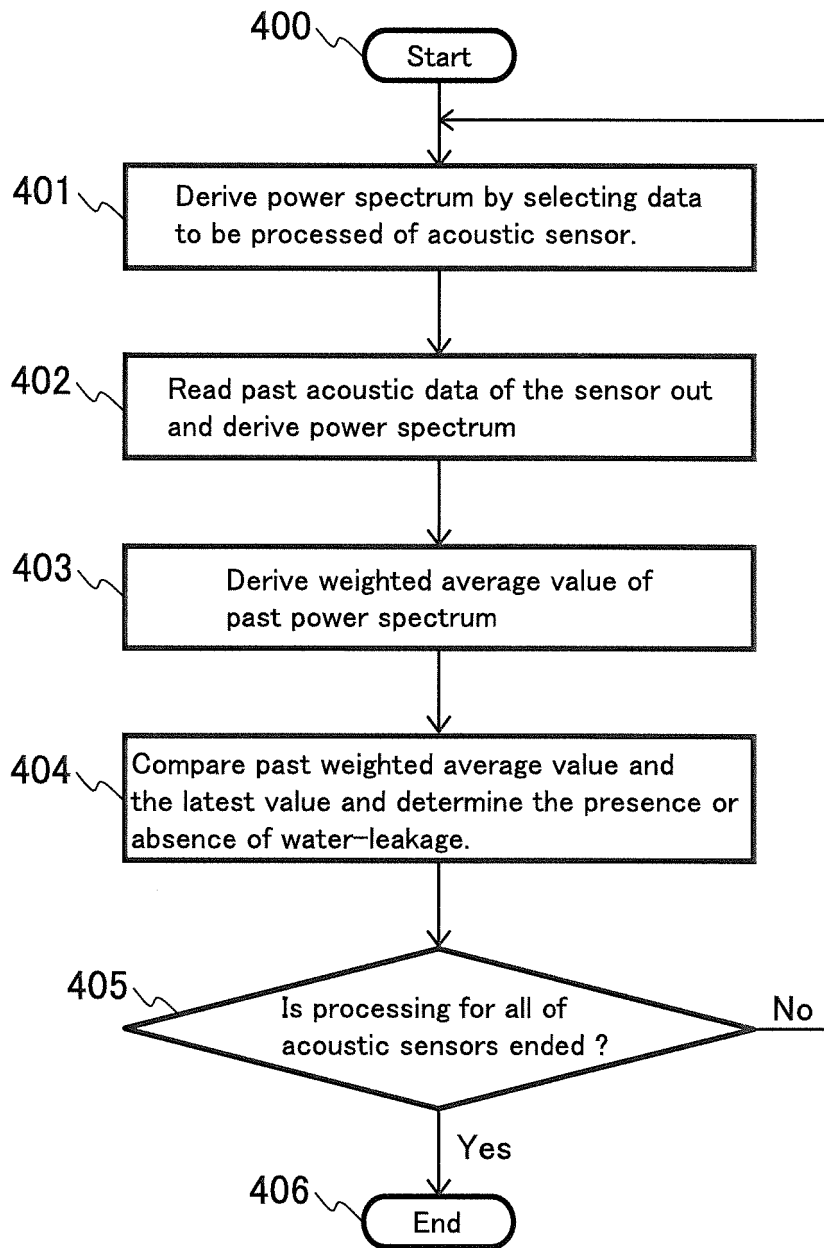 400
Start
401
Derive power spectrum by selecting data
to be processed of acoustic sensor.
402
Read past acoustic data of the sensor out
and derive power spectrum
403
Derive weighted average value of
past power spectrum
404
Compare past weighted average value and
the latest value and determine the presence or
absence of water-leakage.
405
Is processing for all of
acoustic sensors ended ?
No
Yes
406
End